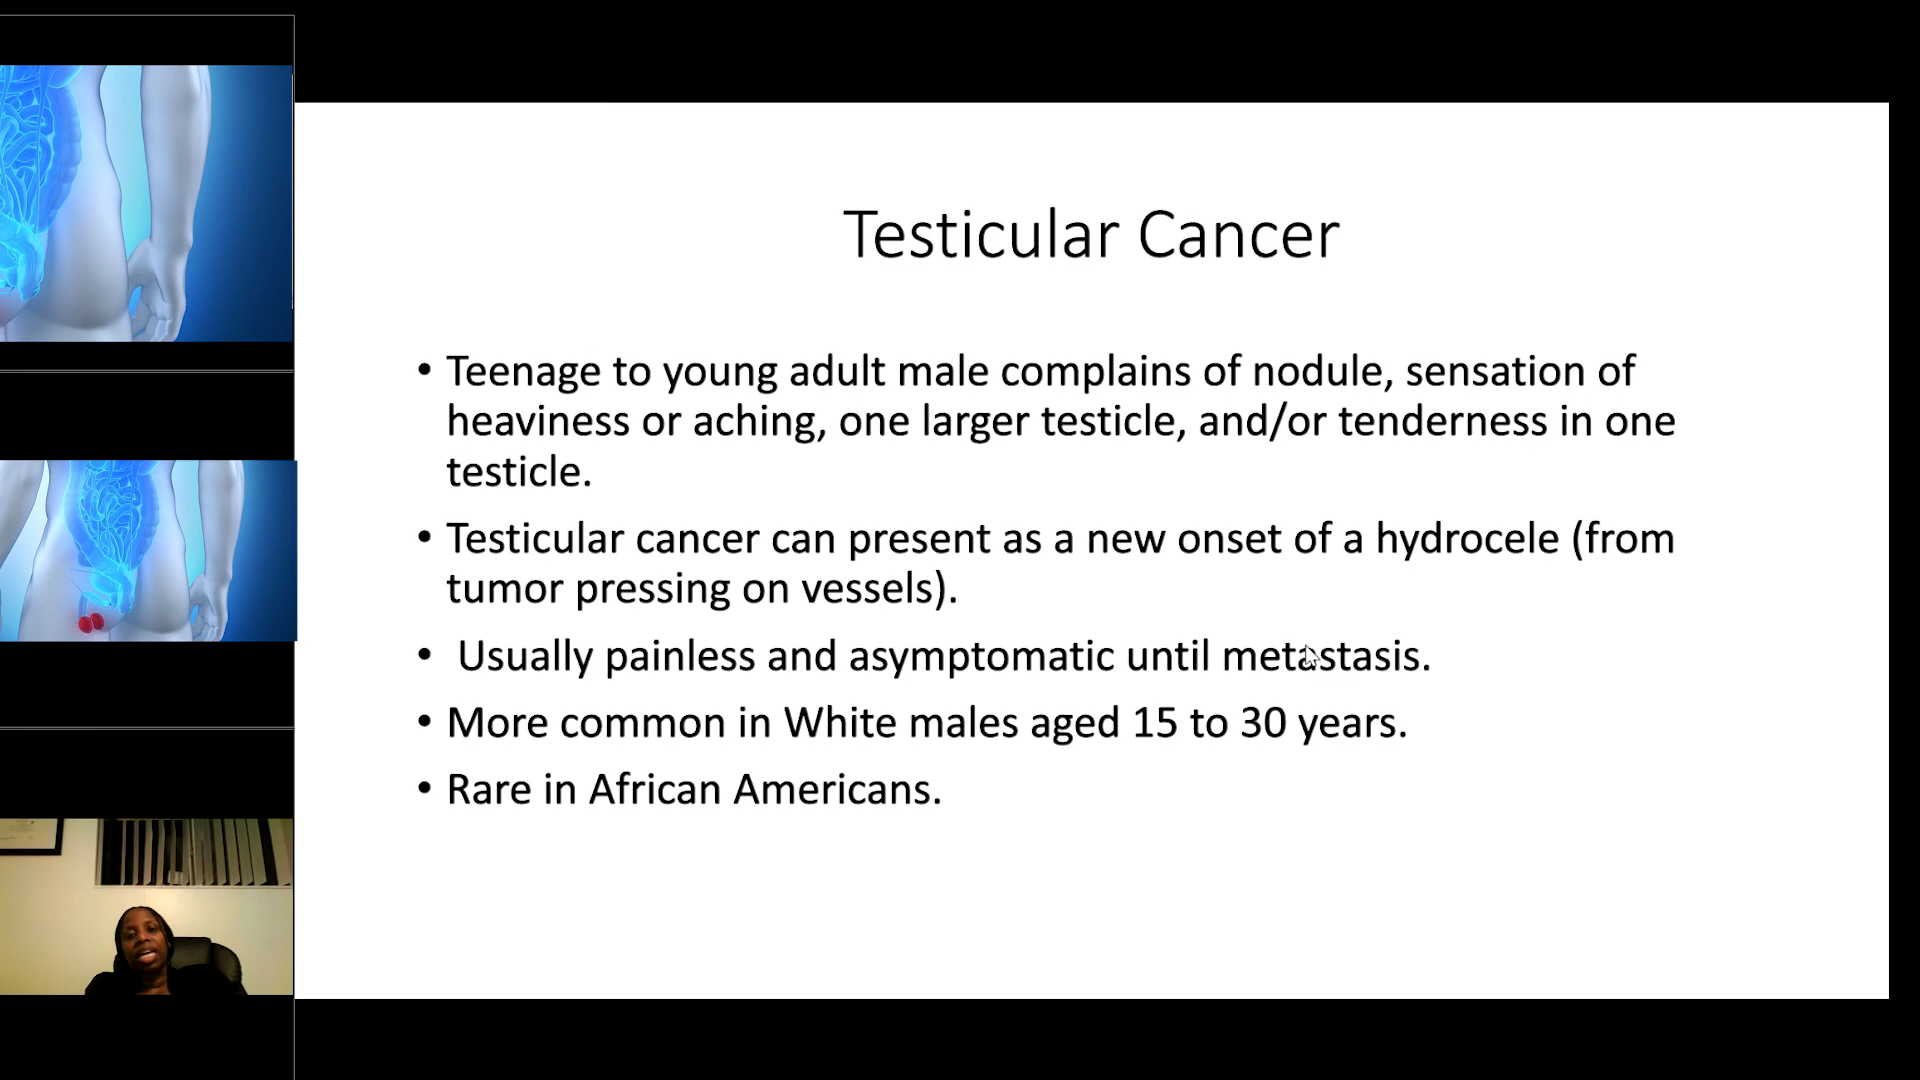 Testicular Cancer
• Teenage to young adult male complains of nodule, sensation of
heaviness or aching, one larger testicle, and/or tenderness in one
testicle.
• Testicular cancer can present as a new onset of a hydrocele (from
tumor pressing on vessels).
• Usually painless and asymptomatic until metastasis.
• More common in White males aged 15 to 30 years.
• Rare in African Americans.